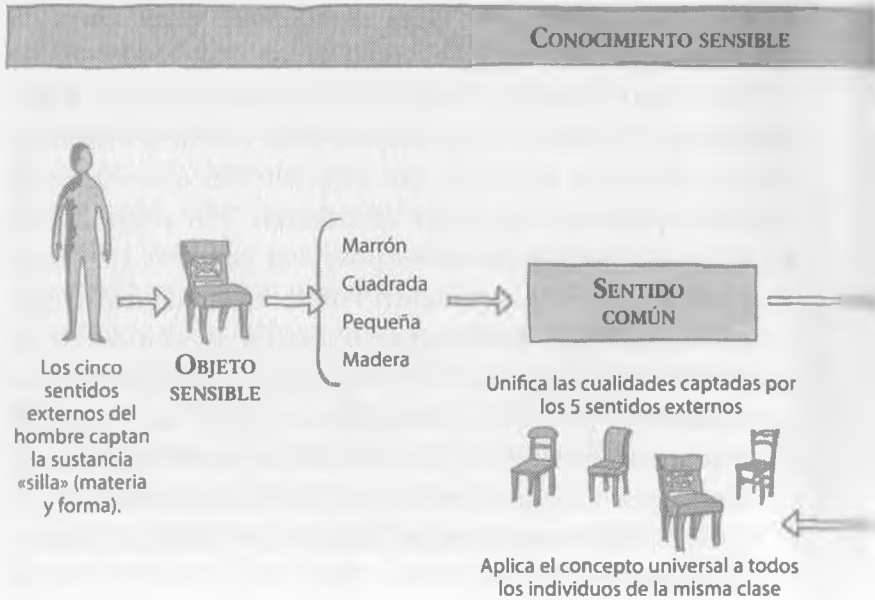 CONOCIMIENTO SENSIBLE
Los cinco
sentidos
externos del
hombre captan
la sustancia
«silla» (materia
y forma).
OBJETO
SENSIBLE
Marrón
Cuadrada
Pequeña
Madera
SENTIDO
COMÚN
Unifica las cualidades captadas por
los 5 sentidos externos
Aplica el concepto universal a todos
los individuos de la misma clase